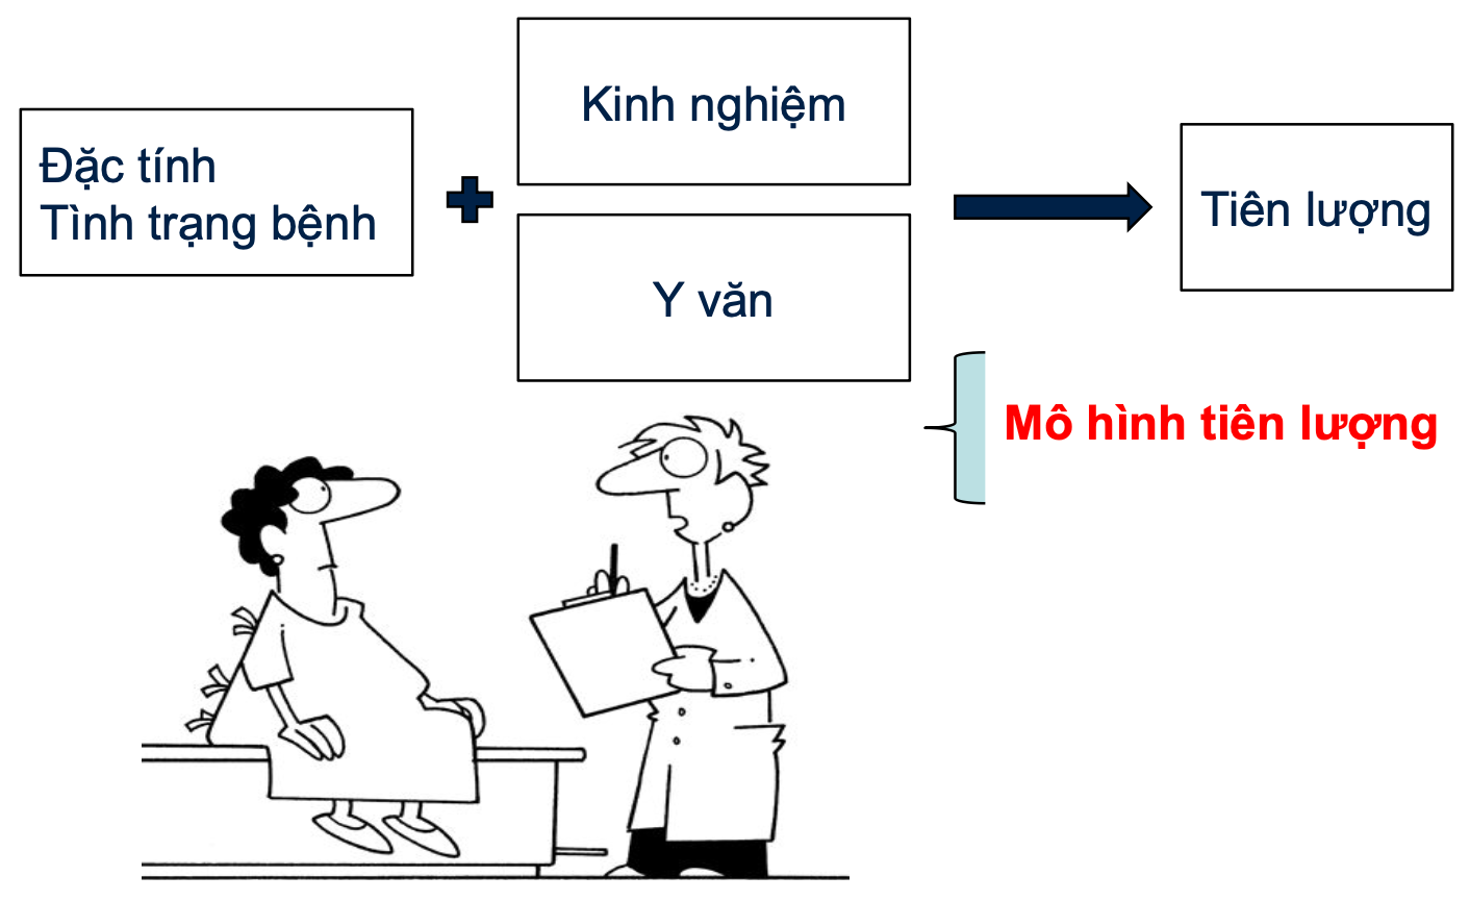 Kinh nghiệm
Đặc tính
Tình trạng bệnh
Tiên lượng
Y văn
Mô hình tiên lượng